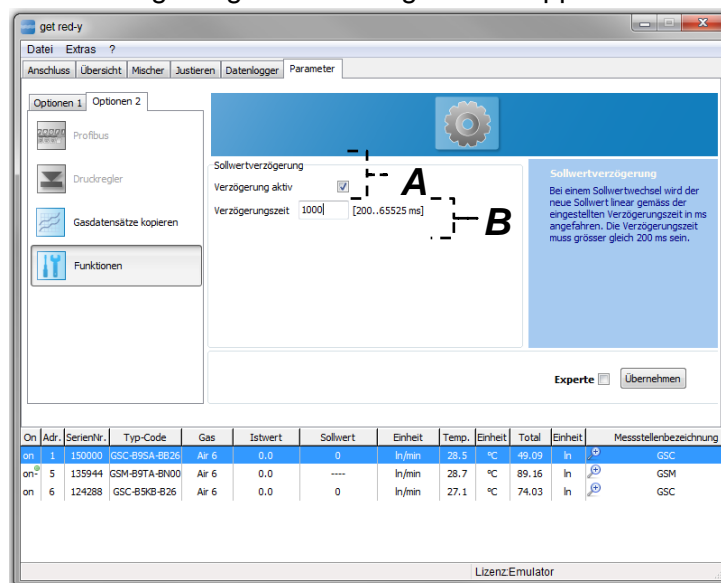 get red-y
Datei Extras ?
Anschluss Übersicht Mischer Justieren Datenlogger Parameter
Optionen 1 Optionen 2
Profibus
Druckregler
Gasdatensätze kopieren
Funktionen
Sollwertverzögerung
Verzögerung aktiv
A
Verzögerungszeit 1000 [200..65525 ms]
B
Sollwertverzögerung
Bei einem Sollwertwechsel wird der
neue Sollwert linear gemäss der
eingestellten Verzögerungszeit in ms
angefahren. Die Verzögerungszeit
muss grösser gleich 200 ms sein.
Experte Übernehmen
On Adr. SerienNr. Typ-Code Gas Istwert Sollwert Einheit Temp. Einheit Total Einheit Messstellenbezeichnung
on 1 150000 GSC-B9SA-BB26 Air 6 0.0 0 ln/min 28.5 °C 49.09 ln GSC
on 5 135944 GSM-B9TA-BN00 Air 6 0.0 ---- ln/min 28.7 °C 89.16 ln GSM
on 6 124288 GSC-B5KB-B26 Air 6 0.0 0 ln/min 27.1 °C 74.03 ln GSC
Lizenz:Emulator